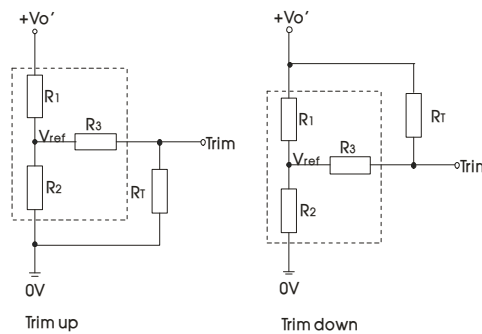 +Vo'
R1
Vref
R3
Trim
R2
RT
0V
Trim up
+Vo'
R1
RT
Vref
R3
Trim
R2
0V
Trim down